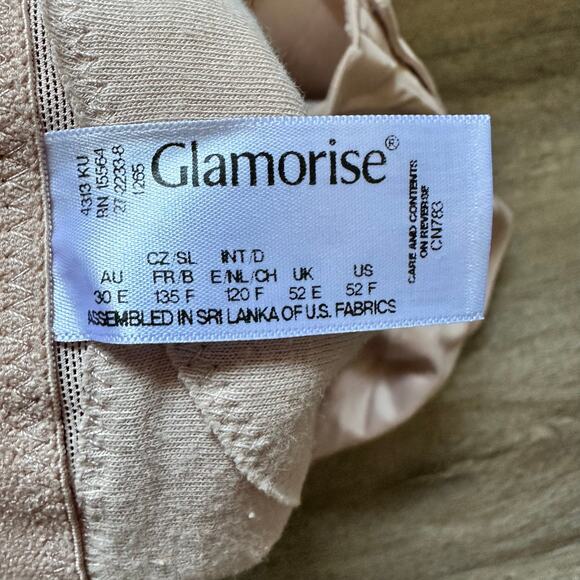 4313 KU
RN 15564
27 2233-8
1265
Glamorise®
CARE AND CONTENTS
ON REVERSE
CN783
CZ/SL INT/D
AU FR/B E/NL/CH UK US
30 E 135 F 120 F 52 E 52 F
ASSEMBLED IN SRI LANKA OF U.S. FABRICS